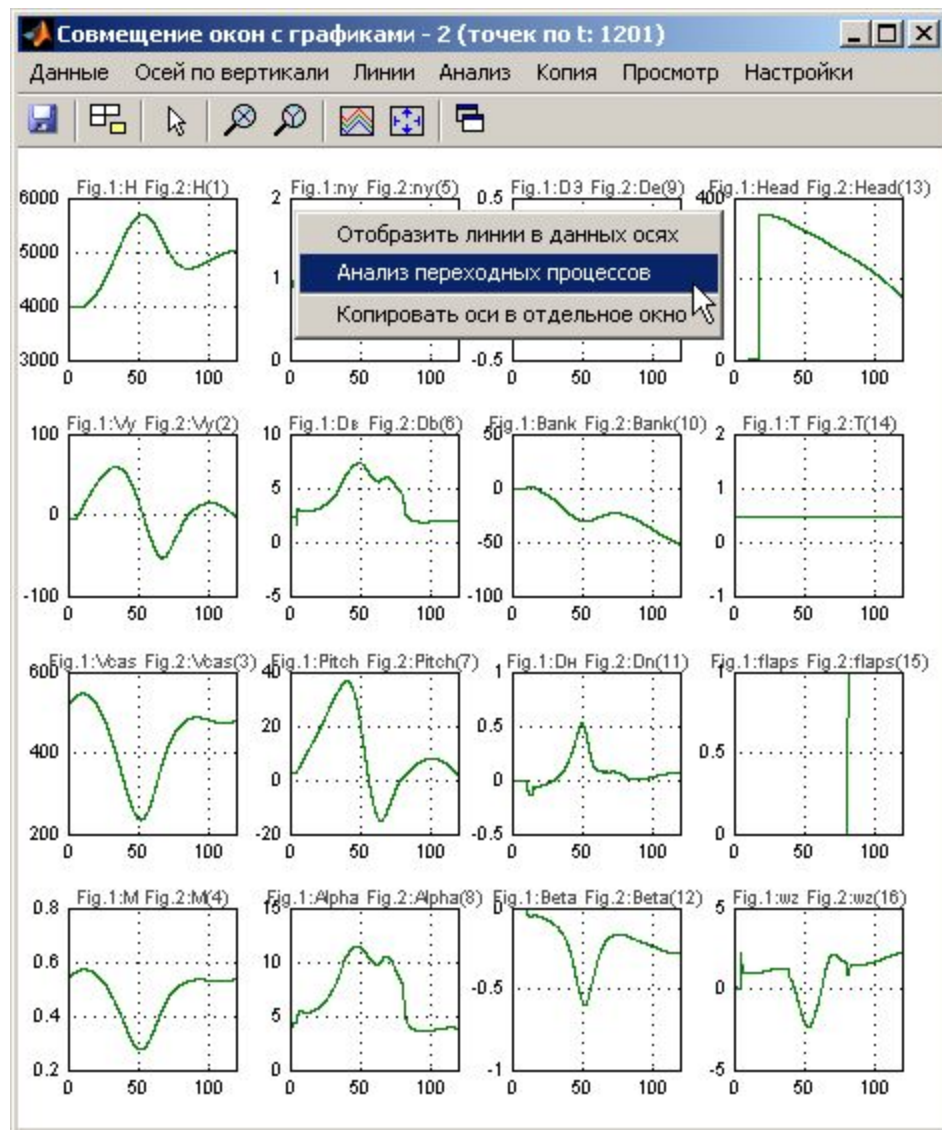 Совмещение окон с графиками - 2 (точек по t: 1201)
Данные Осей по вертикали Линии Анализ Копия Просмотр Настройки
Fig.1:H Fig.2:H(1) Fig.1:ny Fig.2:ny(5) Fig.1:DЭ Fig.2:De(9) Fig.1:Head Fig.2:Head(13)
6000 2 0.5 400
Отобразить линии в данных осях
5000 1 Анализ переходных процессов
4000 Копировать оси в отдельное окно
3000 0 -0.5 0
0 50 100 0 50 100 0 50 100 0 50 100
Fig.1:Vy Fig.2:Vy(2) Fig.1:Dв Fig.2:Db(6) Fig.1:Bank Fig.2:Bank(10) Fig.1:T Fig.2:T(14)
100 10 50 2
5 0 1
0 0 -50 0
-100 -5 -100 -1
0 50 100 0 50 100 0 50 100 0 50 100
Fig.1:Vcas Fig.2:Vcas(3) Fig.1:Pitch Fig.2:Pitch(7) Fig.1:Dн Fig.2:Dn(11) Fig.1:flaps Fig.2:flaps(15)
600 40 1 1
400 20 0.5 0.5
0 0
200 -20 -0.5 0
0 50 100 0 50 100 0 50 100 0 50 100
Fig.1:M Fig.2:M(4) Fig.1:Alpha Fig.2:Alpha(8) Fig.1:Beta Fig.2:Beta(12) Fig.1:wz Fig.2:wz(16)
0.8 15 0 5
0.6 10 -0.5 0
0.4 5
0.2 0 -1 -5
0 50 100 0 50 100 0 50 100 0 50 100